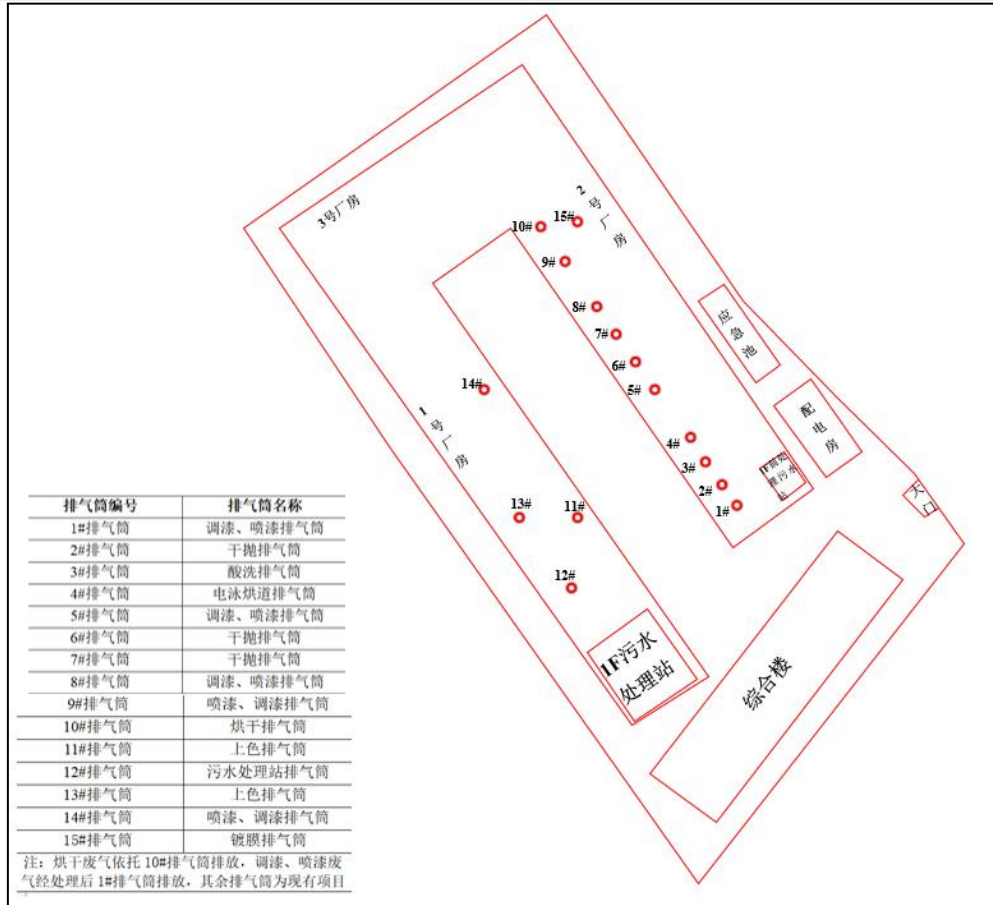 3号厂房
2
号
厂
房
10#
15#
9#
8#
7#
6#
5#
4#
3#
2#
1#
应
急
池
配
电
房
大
门
1F简处
理污水
站
14#
1
号
厂
房
13#
11#
12#
1F污水
处理站
综合楼
排气筒编号 排气筒名称
1#排气筒 调漆、喷漆排气筒
2#排气筒 干抛排气筒
3#排气筒 酸洗排气筒
4#排气筒 电泳烘道排气筒
5#排气筒 调漆、喷漆排气筒
6#排气筒 干抛排气筒
7#排气筒 干抛排气筒
8#排气筒 调漆、喷漆排气筒
9#排气筒 喷漆、调漆排气筒
10#排气筒 烘干排气筒
11#排气筒 上色排气筒
12#排气筒 污水处理站排气筒
13#排气筒 上色排气筒
14#排气筒 喷漆、调漆排气筒
15#排气筒 镀膜排气筒
注：烘干废气依托 10#排气筒排放，调漆、喷漆废
气经处理后 1#排气筒排放，其余排气筒为现有项目